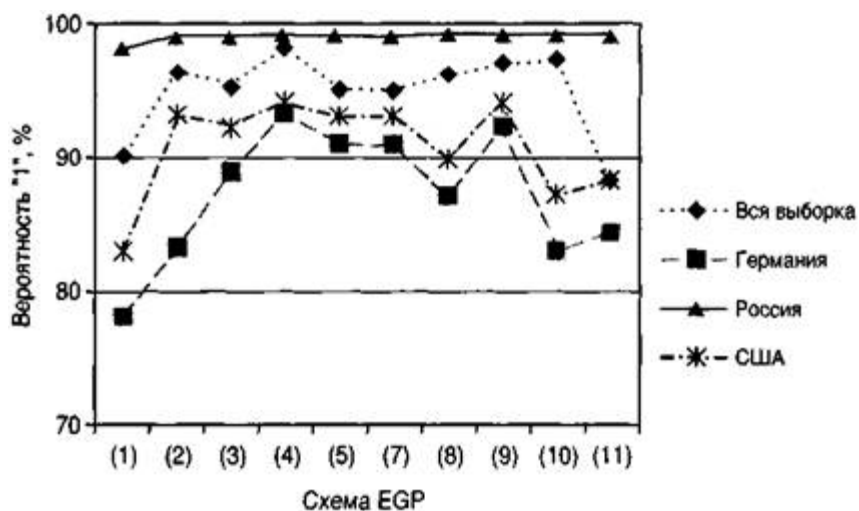 100
90
80
70
Вероятность "1", %
(1) (2) (3) (4) (5) (7) (8) (9) (10) (11)
Схема EGP
Вся выборка
Германия
Россия
США